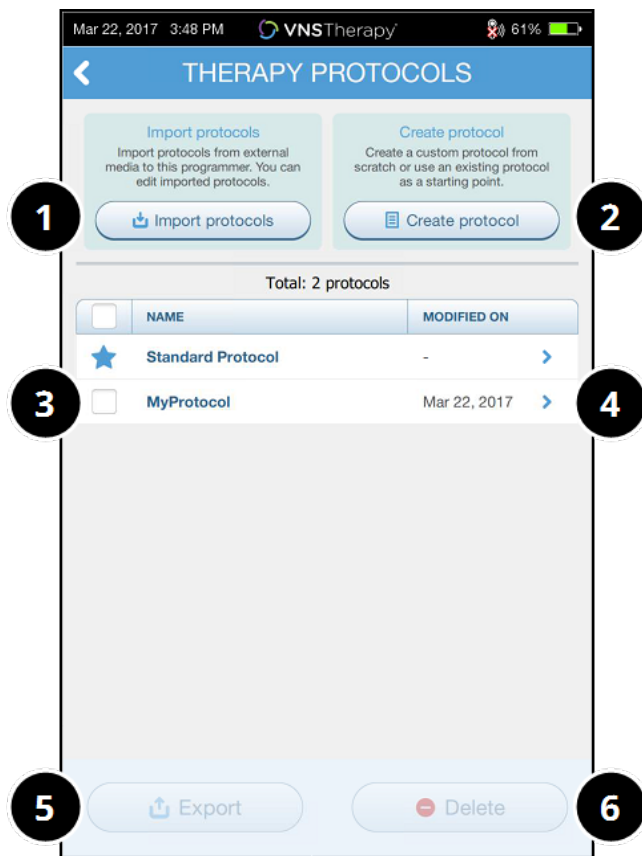 Mar 22, 2017 3:48 PM VNSTherapy 61%
THERAPY PROTOCOLS
Import protocols
Import protocols from external
media to this programmer. You can
edit imported protocols.
Import protocols
Create protocol
Create a custom protocol from
scratch or use an existing protocol
as a starting point.
Create protocol
1
2
Total: 2 protocols
NAME MODIFIED ON
Standard Protocol -
3 MyProtocol Mar 22, 2017 4
5 Export Delete 6